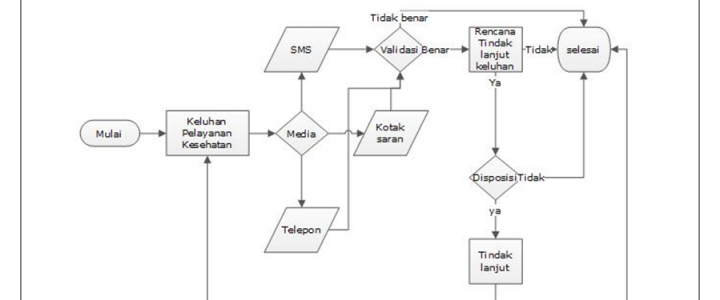 Tidak benar
SMS
Validasi
Benar
Rencana
Tindak
lanjut
keluhan
Tidak
selesai
Ya
Mulai
Keluhan
Pelayanan
Kesehatan
Media
Kotak
saran
Disposisi
Tidak
ya
Telepon
Tindak
lanjut